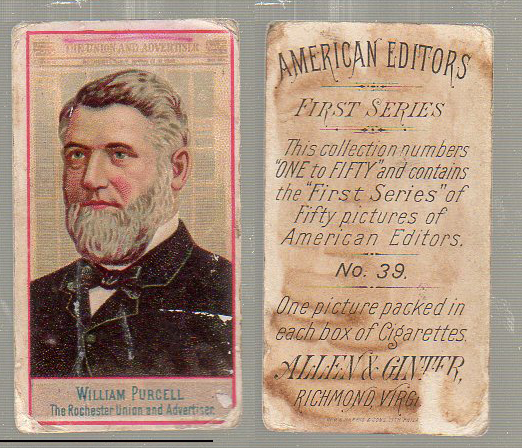 THE UNION AND ADVERTISER
WILLIAM PURCELL
The Rochester Union and Advertiser.
AMERICAN EDITORS
FIRST SERIES
This collection numbers
"ONE to FIFTY" and contains
the "First Series" of
Fifty pictures of
American Editors.
No. 39.
One picture packed in
each box of Cigarettes.
ALLEN & GINTER,
RICHMOND, VIRG